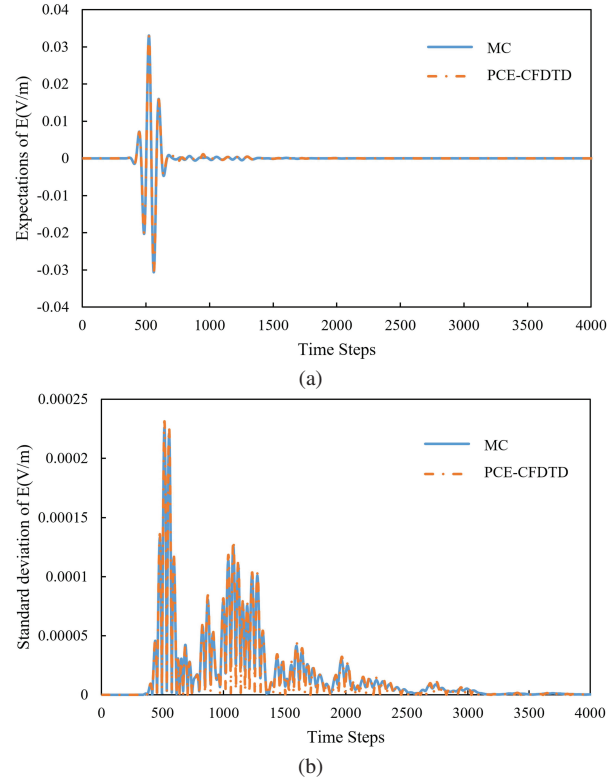 0.04
0.03
0.02
0.01
0
-0.01
-0.02
-0.03
-0.04
Expectations of E(V/m)
MC
PCE-CFDTD
0 500 1000 1500 2000 2500 3000 3500 4000
Time Steps
(a)
0.00025
0.0002
0.00015
0.0001
0.00005
0
Standard deviation of E(V/m)
MC
PCE-CFDTD
0 500 1000 1500 2000 2500 3000 3500 4000
Time Steps
(b)